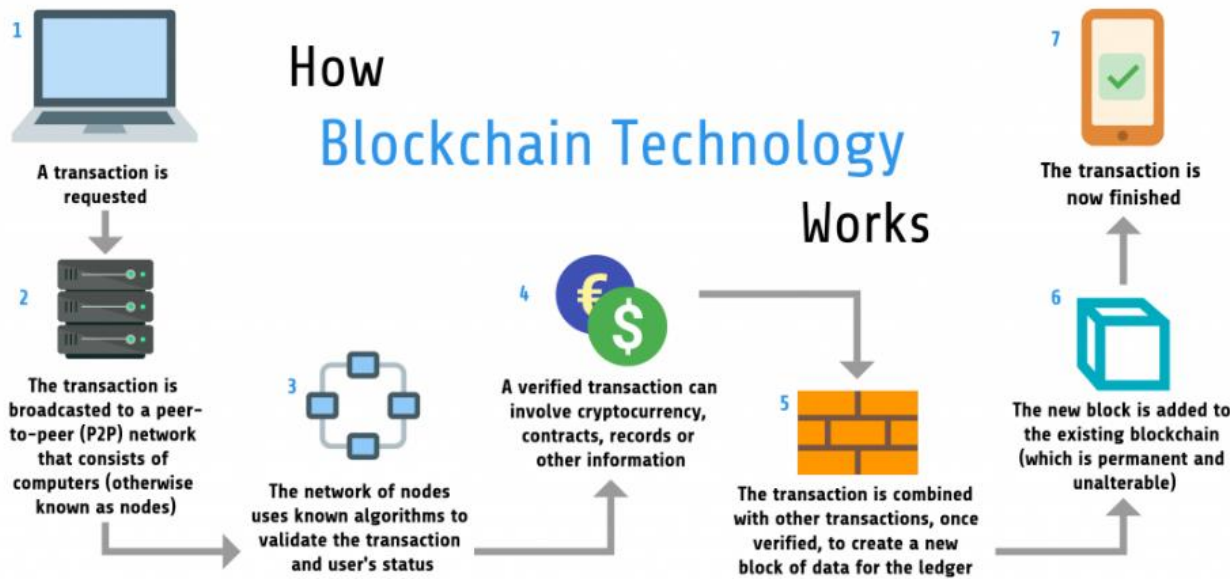 How
Blockchain Technology
Works
1
A transaction is
requested
2
The transaction is
broadcasted to a peer-
to-peer (P2P) network
that consists of
computers (otherwise
known as nodes)
3
The network of nodes
uses known algorithms to
validate the transaction
and user's status
4
€
$
A verified transaction can
involve cryptocurrency,
contracts, records or
other information
5
The transaction is combined
with other transactions, once
verified, to create a new
block of data for the ledger
6
The new block is added to
the existing blockchain
(which is permanent and
unalterable)
7
The transaction is
now finished